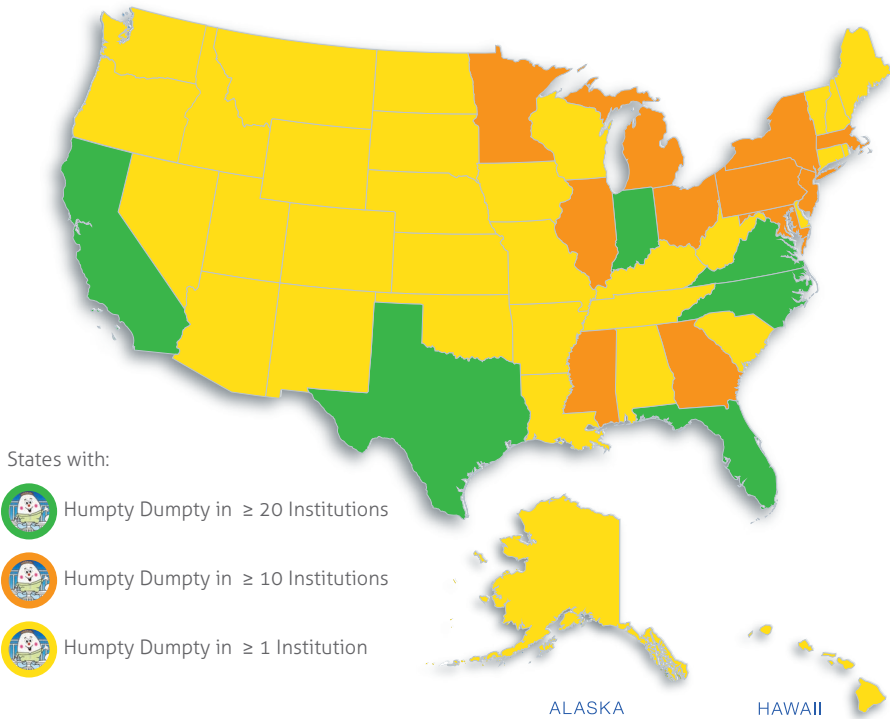 States with:
Humpty Dumpty in ≥ 20 Institutions
Humpty Dumpty in ≥ 10 Institutions
Humpty Dumpty in ≥ 1 Institution
ALASKA
HAWAII